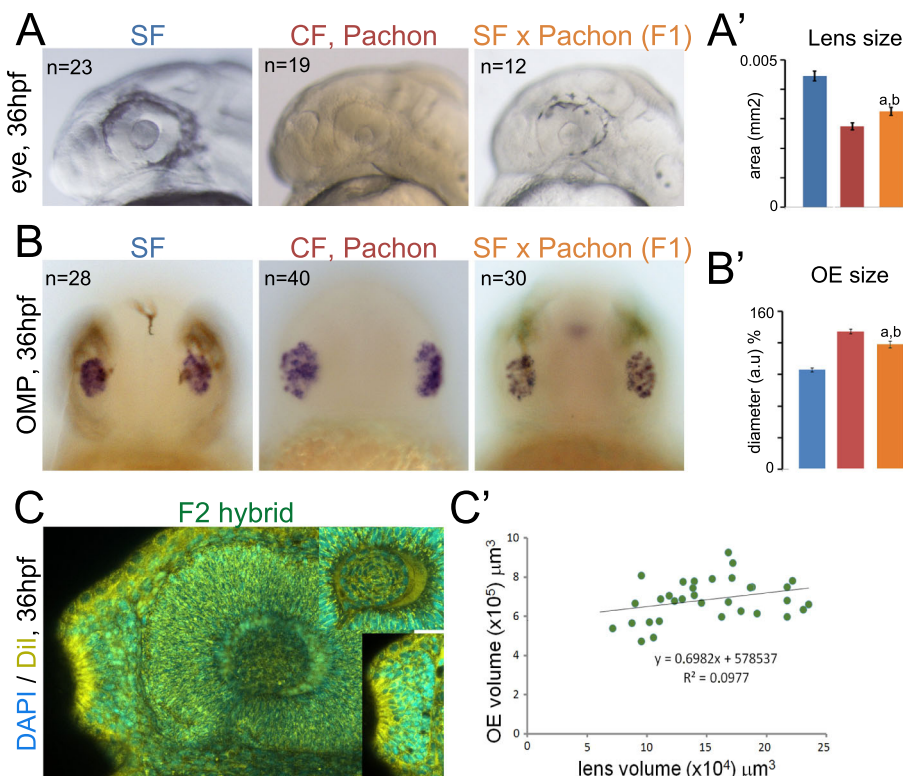 A
SF
CF, Pachon
SF x Pachon (F1)
eye, 36hpf
n=23
n=19
n=12
A'
Lens size
0.005
a,b
area (mm2)
0
B
SF
CF, Pachon
SF x Pachon (F1)
OMP, 36hpf
n=28
n=40
n=30
B'
OE size
160
a,b
diameter (a.u) %
0
C
F2 hybrid
DAPI / DiI, 36hpf
C'
OE volume (x10⁵) μm³
10
8
6
4
2
0
y = 0.6982x + 578537
R² = 0.0977
0 5 10 15 20 25
lens volume (x10⁴) μm³